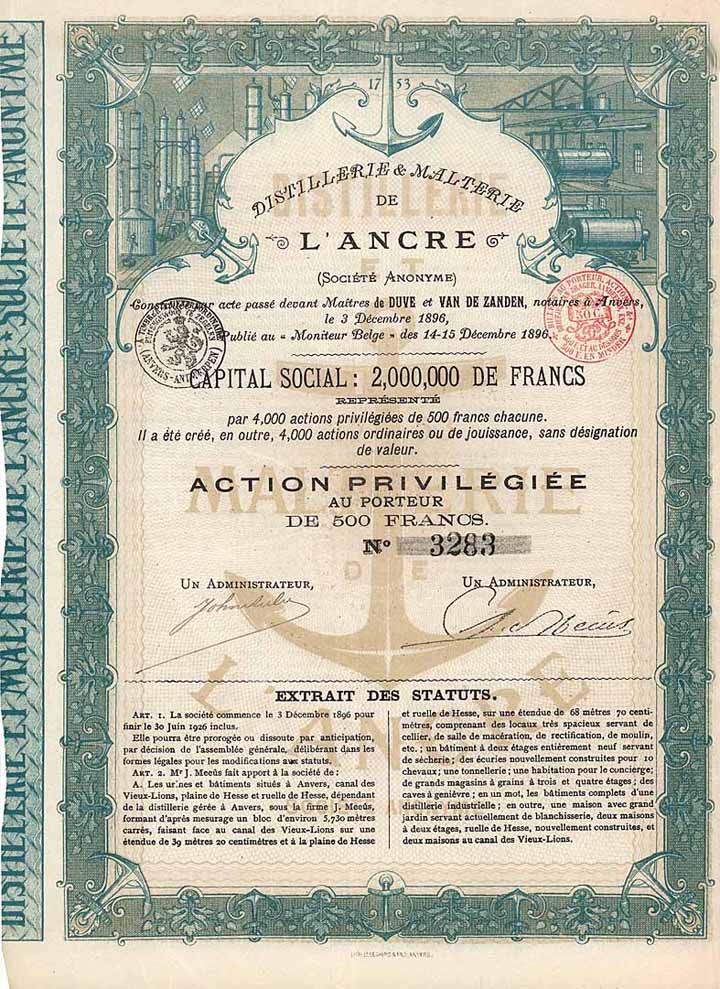 DISTILLERIE ET MALTERIE DE L'ANCRE * SOCIÉTÉ ANONYME
17 53
DISTILLERIE & MALTERIE
DE
L'ANCRE
(SOCIÉTÉ ANONYME)
Constituée par acte passé devant Maîtres de DUVE et VAN DE ZANDEN, notaires à Anvers,
le 3 Décembre 1896,
Publié au « Moniteur Belge » des 14-15 Décembre 1896.
(ANVERS-ANTWERPEN)
CAPITAL SOCIAL: 2,000,000 DE FRANCS
REPRÉSENTÉ
par 4,000 actions privilégiées de 500 francs chacune.
Il a été créé, en outre, 4,000 actions ordinaires ou de jouissance, sans désignation
de valeur.
ACTION PRIVILÉGIÉE
AU PORTEUR
DE 500 FRANCS.
No 3283
UN ADMINISTRATEUR,
UN ADMINISTRATEUR,
DISTILLERIE
ET
MALTERIE
DE
L'ANCRE
EXTRAIT DES STATUTS.
ART. 1. La société commence le 3 Décembre 1896 pour
finir le 30 Juin 1926 inclus.
Elle pourra être prorogée ou dissoute par anticipation,
par décision de l'assemblée générale, délibérant dans les
formes légales pour les modifications aux statuts.
ART. 2. Mr J. Meeûs fait apport à la société de :
A. Les usines et bâtiments situés à Anvers, canal des
Vieux-Lions, plaine de Hesse et ruelle de Hesse, dépendant
de la distillerie gérée à Anvers, sous la firme J. Meeûs,
formant d'après mesurage un bloc d'environ 5,730 mètres
carrés, faisant face au canal des Vieux-Lions sur une
étendue de 39 mètres 20 centimètres et à la plaine de Hesse
et ruelle de Hesse, sur une étendue de 68 mètres 70 centi-
mètres, comprenant des locaux très spacieux servant de
cellier, de salle de macération, de rectification, de moulin,
etc.; un bâtiment à deux étages entièrement neuf servant
de sécherie; des écuries nouvellement construites pour 10
chevaux; une tonnellerie; une habitation pour le concierge;
de grands magasins à grains à trois et quatre étages; des
caves à genièvre; en un mot, les bâtiments complets d'une
distillerie industrielle; en outre, une maison avec grand
jardin servant actuellement de blanchisserie, deux maisons
à deux étages, ruelle de Hesse, nouvellement construites, et
deux maisons au canal des Vieux-Lions.